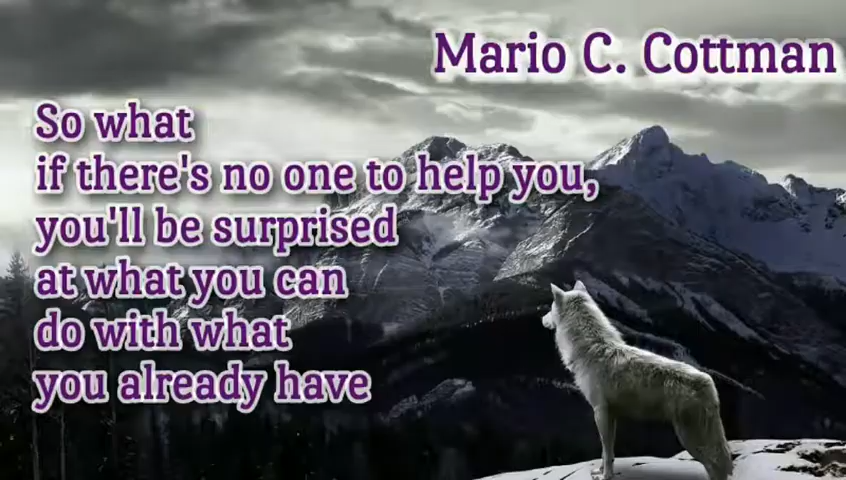 Mario C. Cottman
So what
if there's no one to help you,
you'll be surprised
at what you can
do with what
you already have